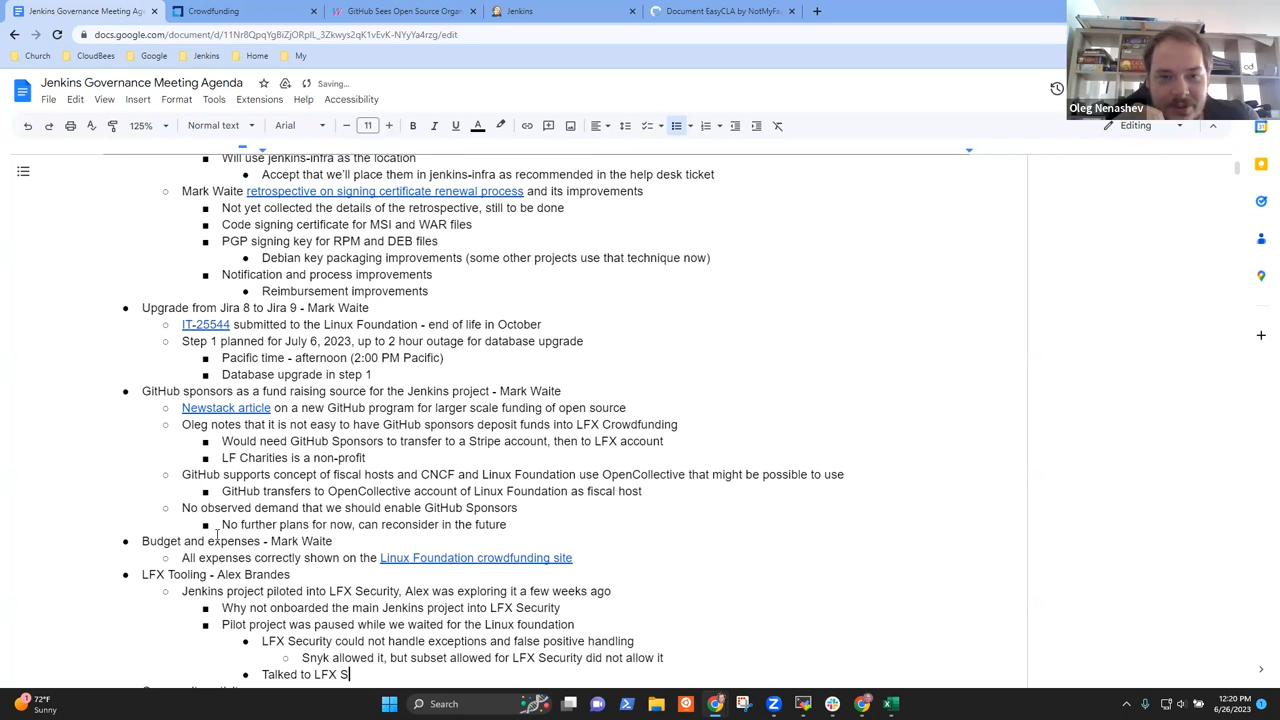 Jenkins Governance Meeting Age
Crowdfunding
GitHub Sees Open Source Organ
Jenkins
Document EasyCLA by NotMyFa
docs.google.com/document/d/
Church
CloudBees
Google
Jenkins
Home
My
Oleg Nenashev
Jenkins Governance Meeting Agenda
Saving...
File Edit View Insert Format Tools Extensions Help Accessibility
125%
Normal text
Arial
11
Editing
Will use jenkins-infra as the location
Accept that we'll place them in jenkins-infra as recommended in the help desk ticket
Mark Waite retrospective on signing certificate renewal process and its improvements
Not yet collected the details of the retrospective, still to be done
Code signing certificate for MSI and WAR files
PGP signing key for RPM and DEB files
Debian key packaging improvements (some other projects use that technique now)
Notification and process improvements
Reimbursement improvements
Upgrade from Jira 8 to Jira 9 - Mark Waite
IT-25544 submitted to the Linux Foundation - end of life in October
Step 1 planned for July 6, 2023, up to 2 hour outage for database upgrade
Pacific time - afternoon (2:00 PM Pacific)
Database upgrade in step 1
GitHub sponsors as a fund raising source for the Jenkins project - Mark Waite
Newstack article on a new GitHub program for larger scale funding of open source
Oleg notes that it is not easy to have GitHub sponsors deposit funds into LFX Crowdfunding
Would need GitHub Sponsors to transfer to a Stripe account, then to LFX account
LF Charities is a non-profit
GitHub supports concept of fiscal hosts and CNCF and Linux Foundation use OpenCollective that might be possible to use
GitHub transfers to OpenCollective account of Linux Foundation as fiscal host
No observed demand that we should enable GitHub Sponsors
No further plans for now, can reconsider in the future
Budget and expenses - Mark Waite
All expenses correctly shown on the Linux Foundation crowdfunding site
LFX Tooling - Alex Brandes
Jenkins project piloted into LFX Security, Alex was exploring it a few weeks ago
Why not onboarded the main Jenkins project into LFX Security
Pilot project was paused while we waited for the Linux foundation
LFX Security could not handle exceptions and false positive handling
Snyk allowed it, but subset allowed for LFX Security did not allow it
Talked to LFX S
72°F
Sunny
Search
12:20 PM
6/26/2023